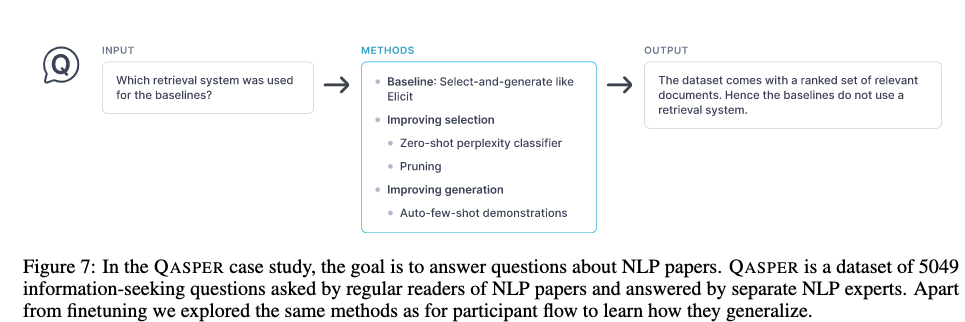 INPUT
METHODS
OUTPUT
Q
Which retrieval system was used
for the baselines?
Baseline: Select-and-generate like
Elicit
Improving selection
Zero-shot perplexity classifier
Pruning
Improving generation
Auto-few-shot demonstrations
The dataset comes with a ranked set of relevant
documents. Hence the baselines do not use a
retrieval system.
Figure 7: In the QASPER case study, the goal is to answer questions about NLP papers. QASPER is a dataset of 5049
information-seeking questions asked by regular readers of NLP papers and answered by separate NLP experts. Apart
from finetuning we explored the same methods as for participant flow to learn how they generalize.